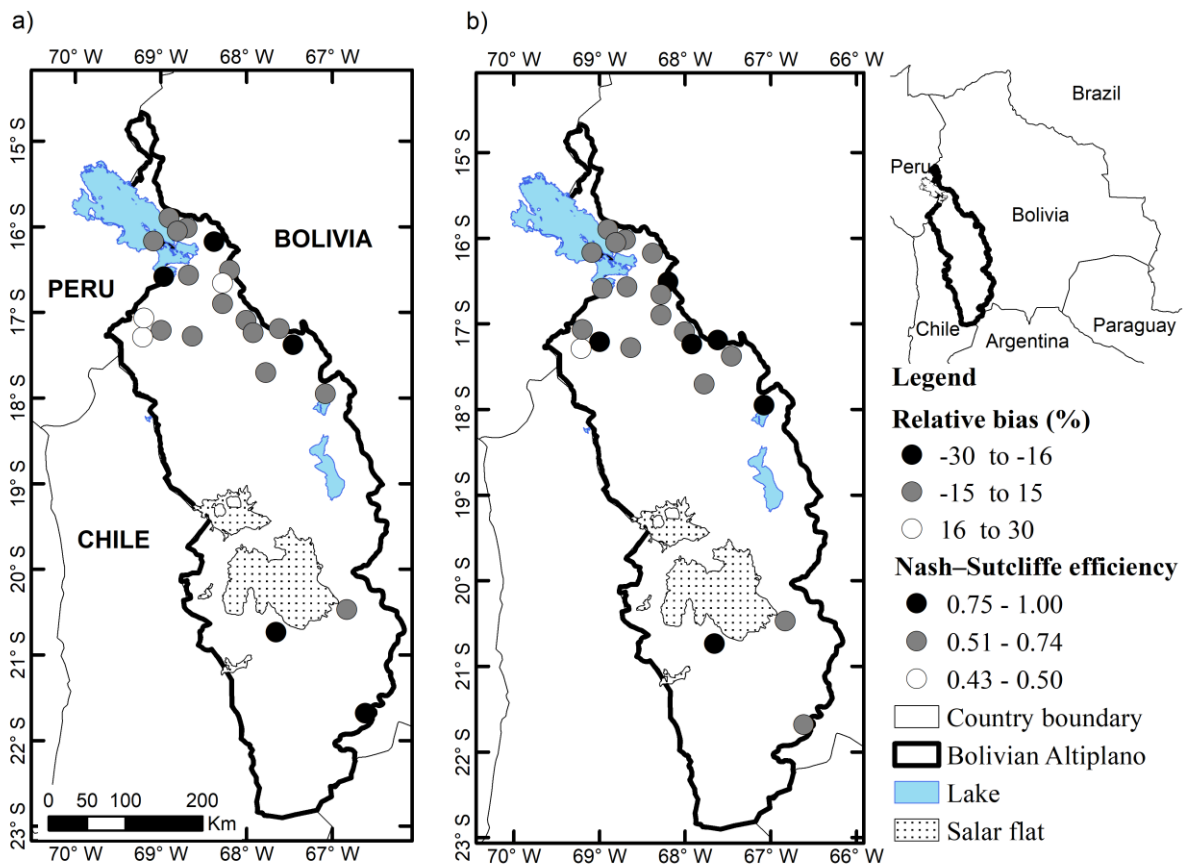 a)
b)
70° W 69° W 68° W 67° W
70° W 69° W 68° W 67° W 66° W
15° S
16° S
17° S
18° S
19° S
20° S
21° S
22° S
23° S
15° S
16° S
17° S
18° S
19° S
20° S
21° S
22° S
23° S
BOLIVIA
PERU
CHILE
0 50 100 200
Km
70° W 69° W 68° W 67° W
70° W 69° W 68° W 67° W 66° W
Brazil
Peru
Bolivia
Paraguay
Chile
Argentina
Legend
Relative bias (%)
-30 to -16
-15 to 15
16 to 30
Nash–Sutcliffe efficiency
0.75 - 1.00
0.51 - 0.74
0.43 - 0.50
Country boundary
Bolivian Altiplano
Lake
Salar flat